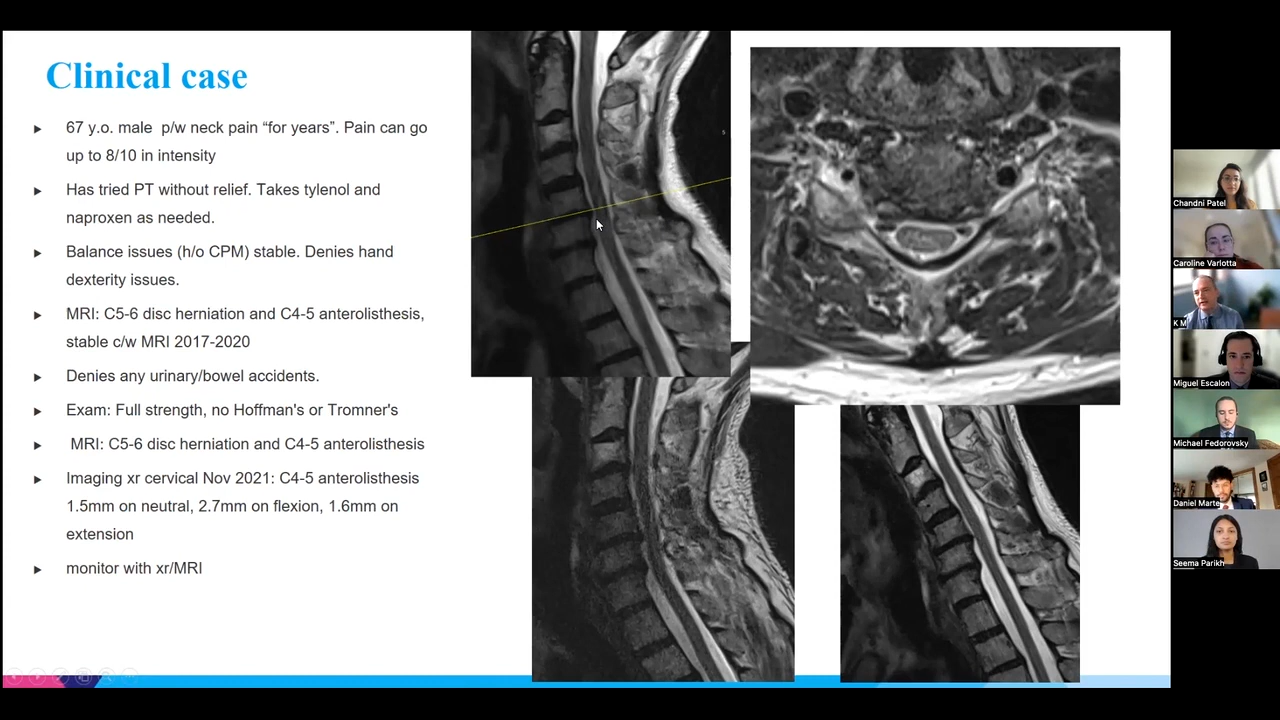 Clinical case
67 y.o. male p/w neck pain “for years”. Pain can go
up to 8/10 in intensity
Has tried PT without relief. Takes tylenol and
naproxen as needed.
Balance issues (h/o CPM) stable. Denies hand
dexterity issues.
MRI: C5-6 disc herniation and C4-5 anterolisthesis,
stable c/w MRI 2017-2020
Denies any urinary/bowel accidents.
Exam: Full strength, no Hoffman's or Tromner's
MRI: C5-6 disc herniation and C4-5 anterolisthesis
Imaging xr cervical Nov 2021: C4-5 anterolisthesis
1.5mm on neutral, 2.7mm on flexion, 1.6mm on
extension
monitor with xr/MRI
Chandni Patel
Caroline Varlotta
K M
Miguel Escalon
Michael Fedorovsky
Daniel Marte
Seema Parikh